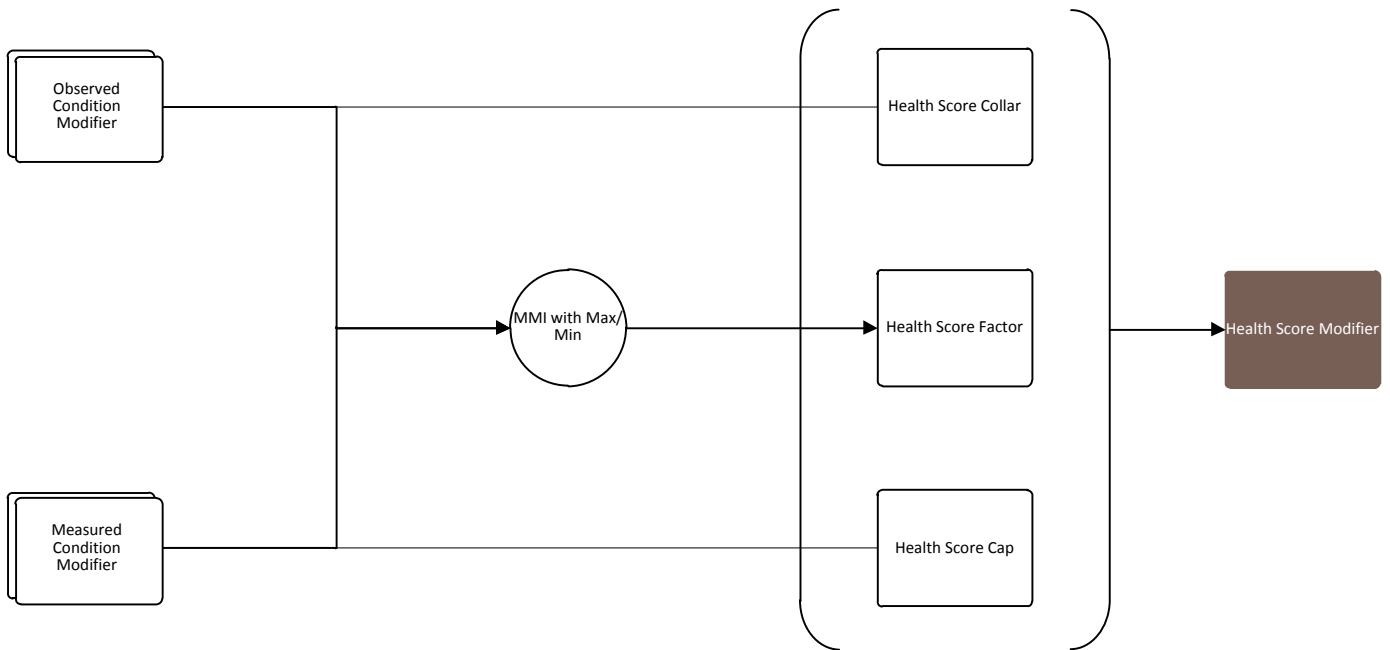 Observed
Condition
Modifier
Health Score Collar
MMI with Max/
Min
Health Score Factor
Health Score Modifier
Measured
Condition
Modifier
Health Score Cap